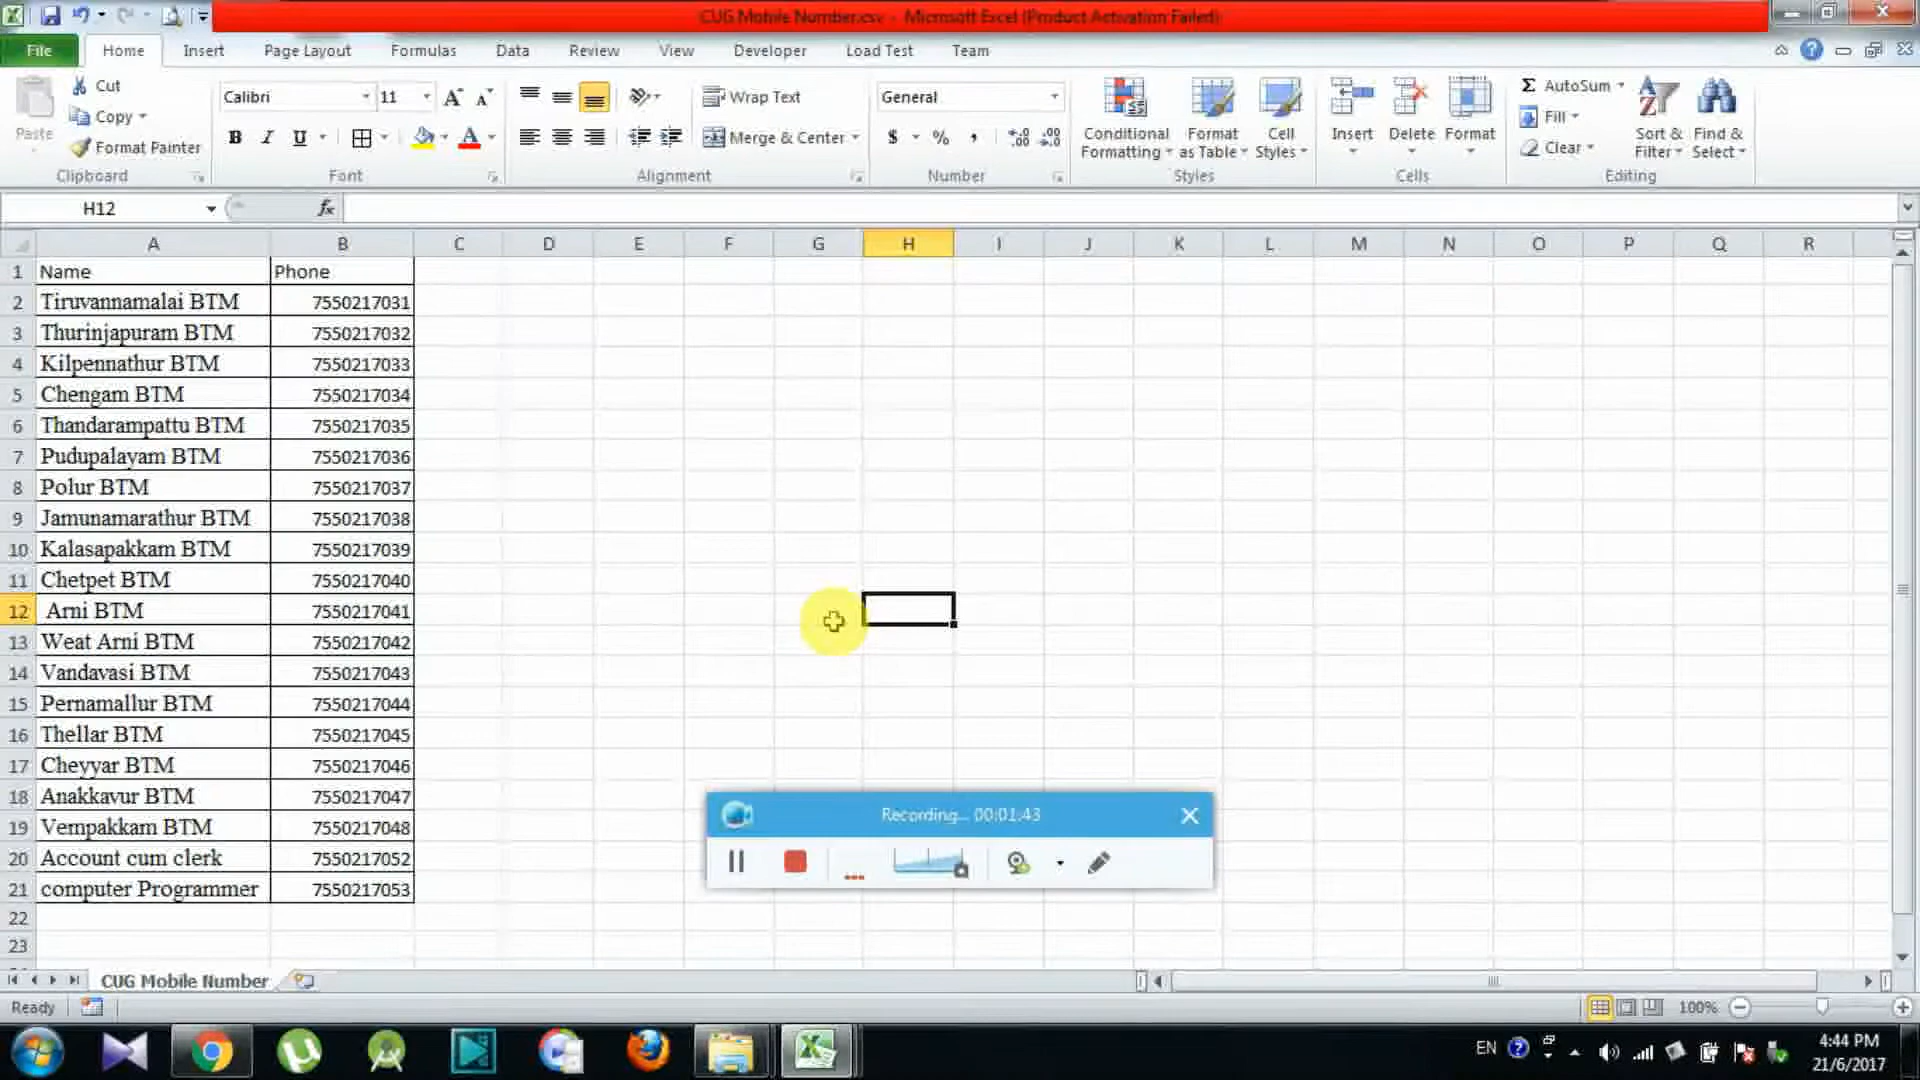 CUG Mobile Number.csv - Microsoft Excel (Product Activation Failed)
File Home Insert Page Layout Formulas Data Review View Developer Load Test Team
Paste Cut Copy Format Painter Clipboard
Calibri 11 B I U Font
Wrap Text Merge & Center Alignment
General $ % , Number
Conditional Formatting Format as Table Cell Styles Styles
Insert Delete Format Cells
Σ AutoSum Fill Clear Sort & Filter Find & Select Editing
H12 fx
A B C D E F G H I J K L M N O P Q R
1 Name Phone
2 Tiruvannamalai BTM 7550217031
3 Thurinjapuram BTM 7550217032
4 Kilpennathur BTM 7550217033
5 Chengam BTM 7550217034
6 Thandarampattu BTM 7550217035
7 Pudupalayam BTM 7550217036
8 Polur BTM 7550217037
9 Jamunamarathur BTM 7550217038
10 Kalasapakkam BTM 7550217039
11 Chetpet BTM 7550217040
12 Arni BTM 7550217041
13 Weat Arni BTM 7550217042
14 Vandavasi BTM 7550217043
15 Pernamallur BTM 7550217044
16 Thellar BTM 7550217045
17 Cheyyar BTM 7550217046
18 Anakkavur BTM 7550217047
19 Vempakkam BTM 7550217048
20 Account cum clerk 7550217052
21 computer Programmer 7550217053
22
23
Recording... 00:01:43
CUG Mobile Number
Ready 100%
EN 4:44 PM
21/6/2017